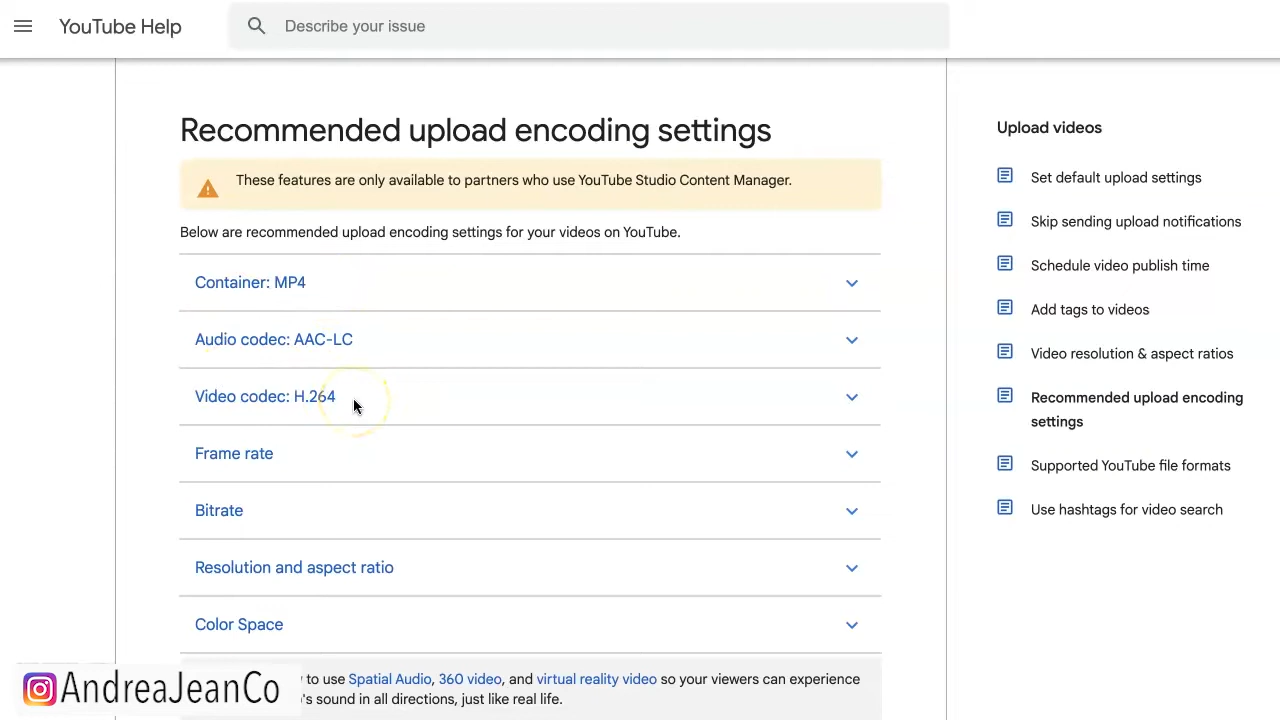 YouTube Help
Describe your issue
Recommended upload encoding settings
These features are only available to partners who use YouTube Studio Content Manager.
Below are recommended upload encoding settings for your videos on YouTube.
Container: MP4
Audio codec: AAC-LC
Video codec: H.264
Frame rate
Bitrate
Resolution and aspect ratio
Color Space
to use Spatial Audio, 360 video, and virtual reality video so your viewers can experience
's sound in all directions, just like real life.
Upload videos
Set default upload settings
Skip sending upload notifications
Schedule video publish time
Add tags to videos
Video resolution & aspect ratios
Recommended upload encoding
settings
Supported YouTube file formats
Use hashtags for video search
AndreaJeanCo